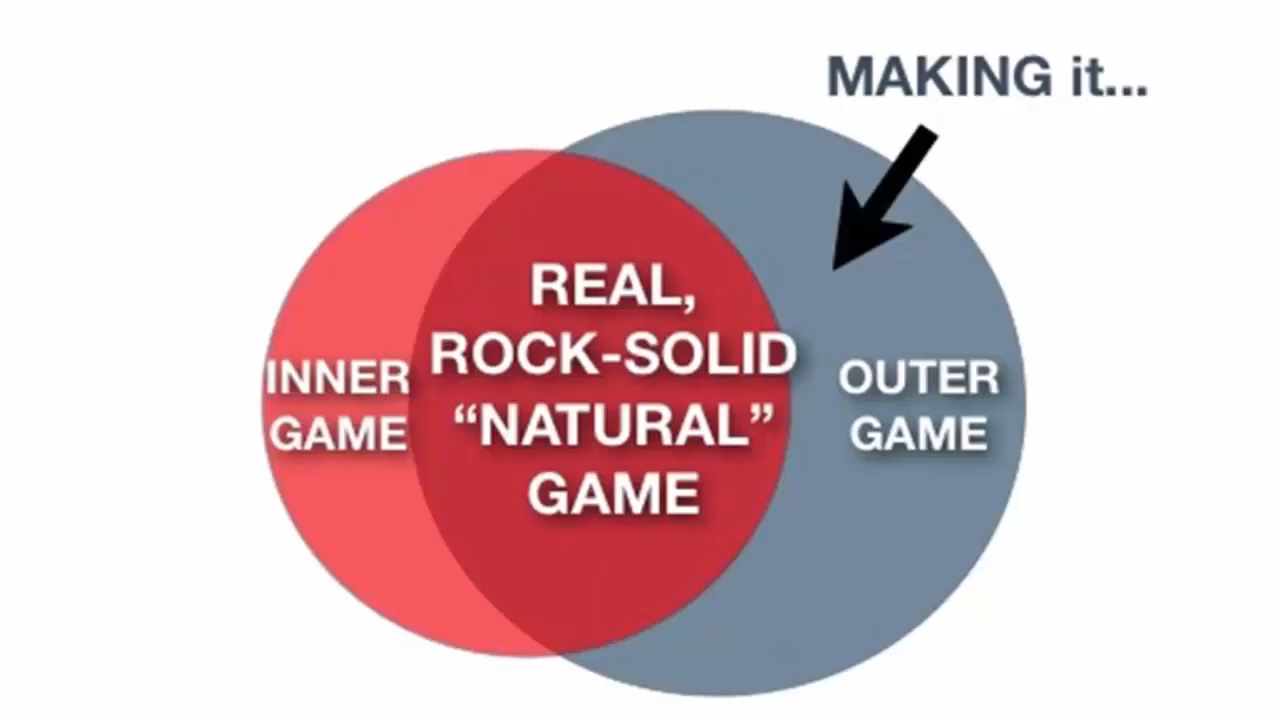 MAKING it...
REAL,
ROCK-SOLID
“NATURAL”
GAME
INNER
GAME
OUTER
GAME